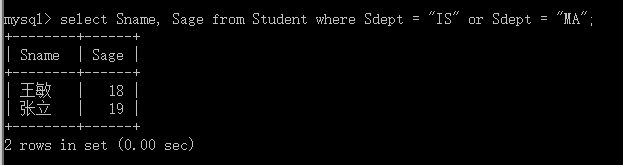 mysql> select Sname, Sage from Student where Sdept = "IS" or Sdept = "MA";
+--------+------+
| Sname  | Sage |
+--------+------+
| 王敏   |   18 |
| 张立   |   19 |
+--------+------+
2 rows in set (0.00 sec)